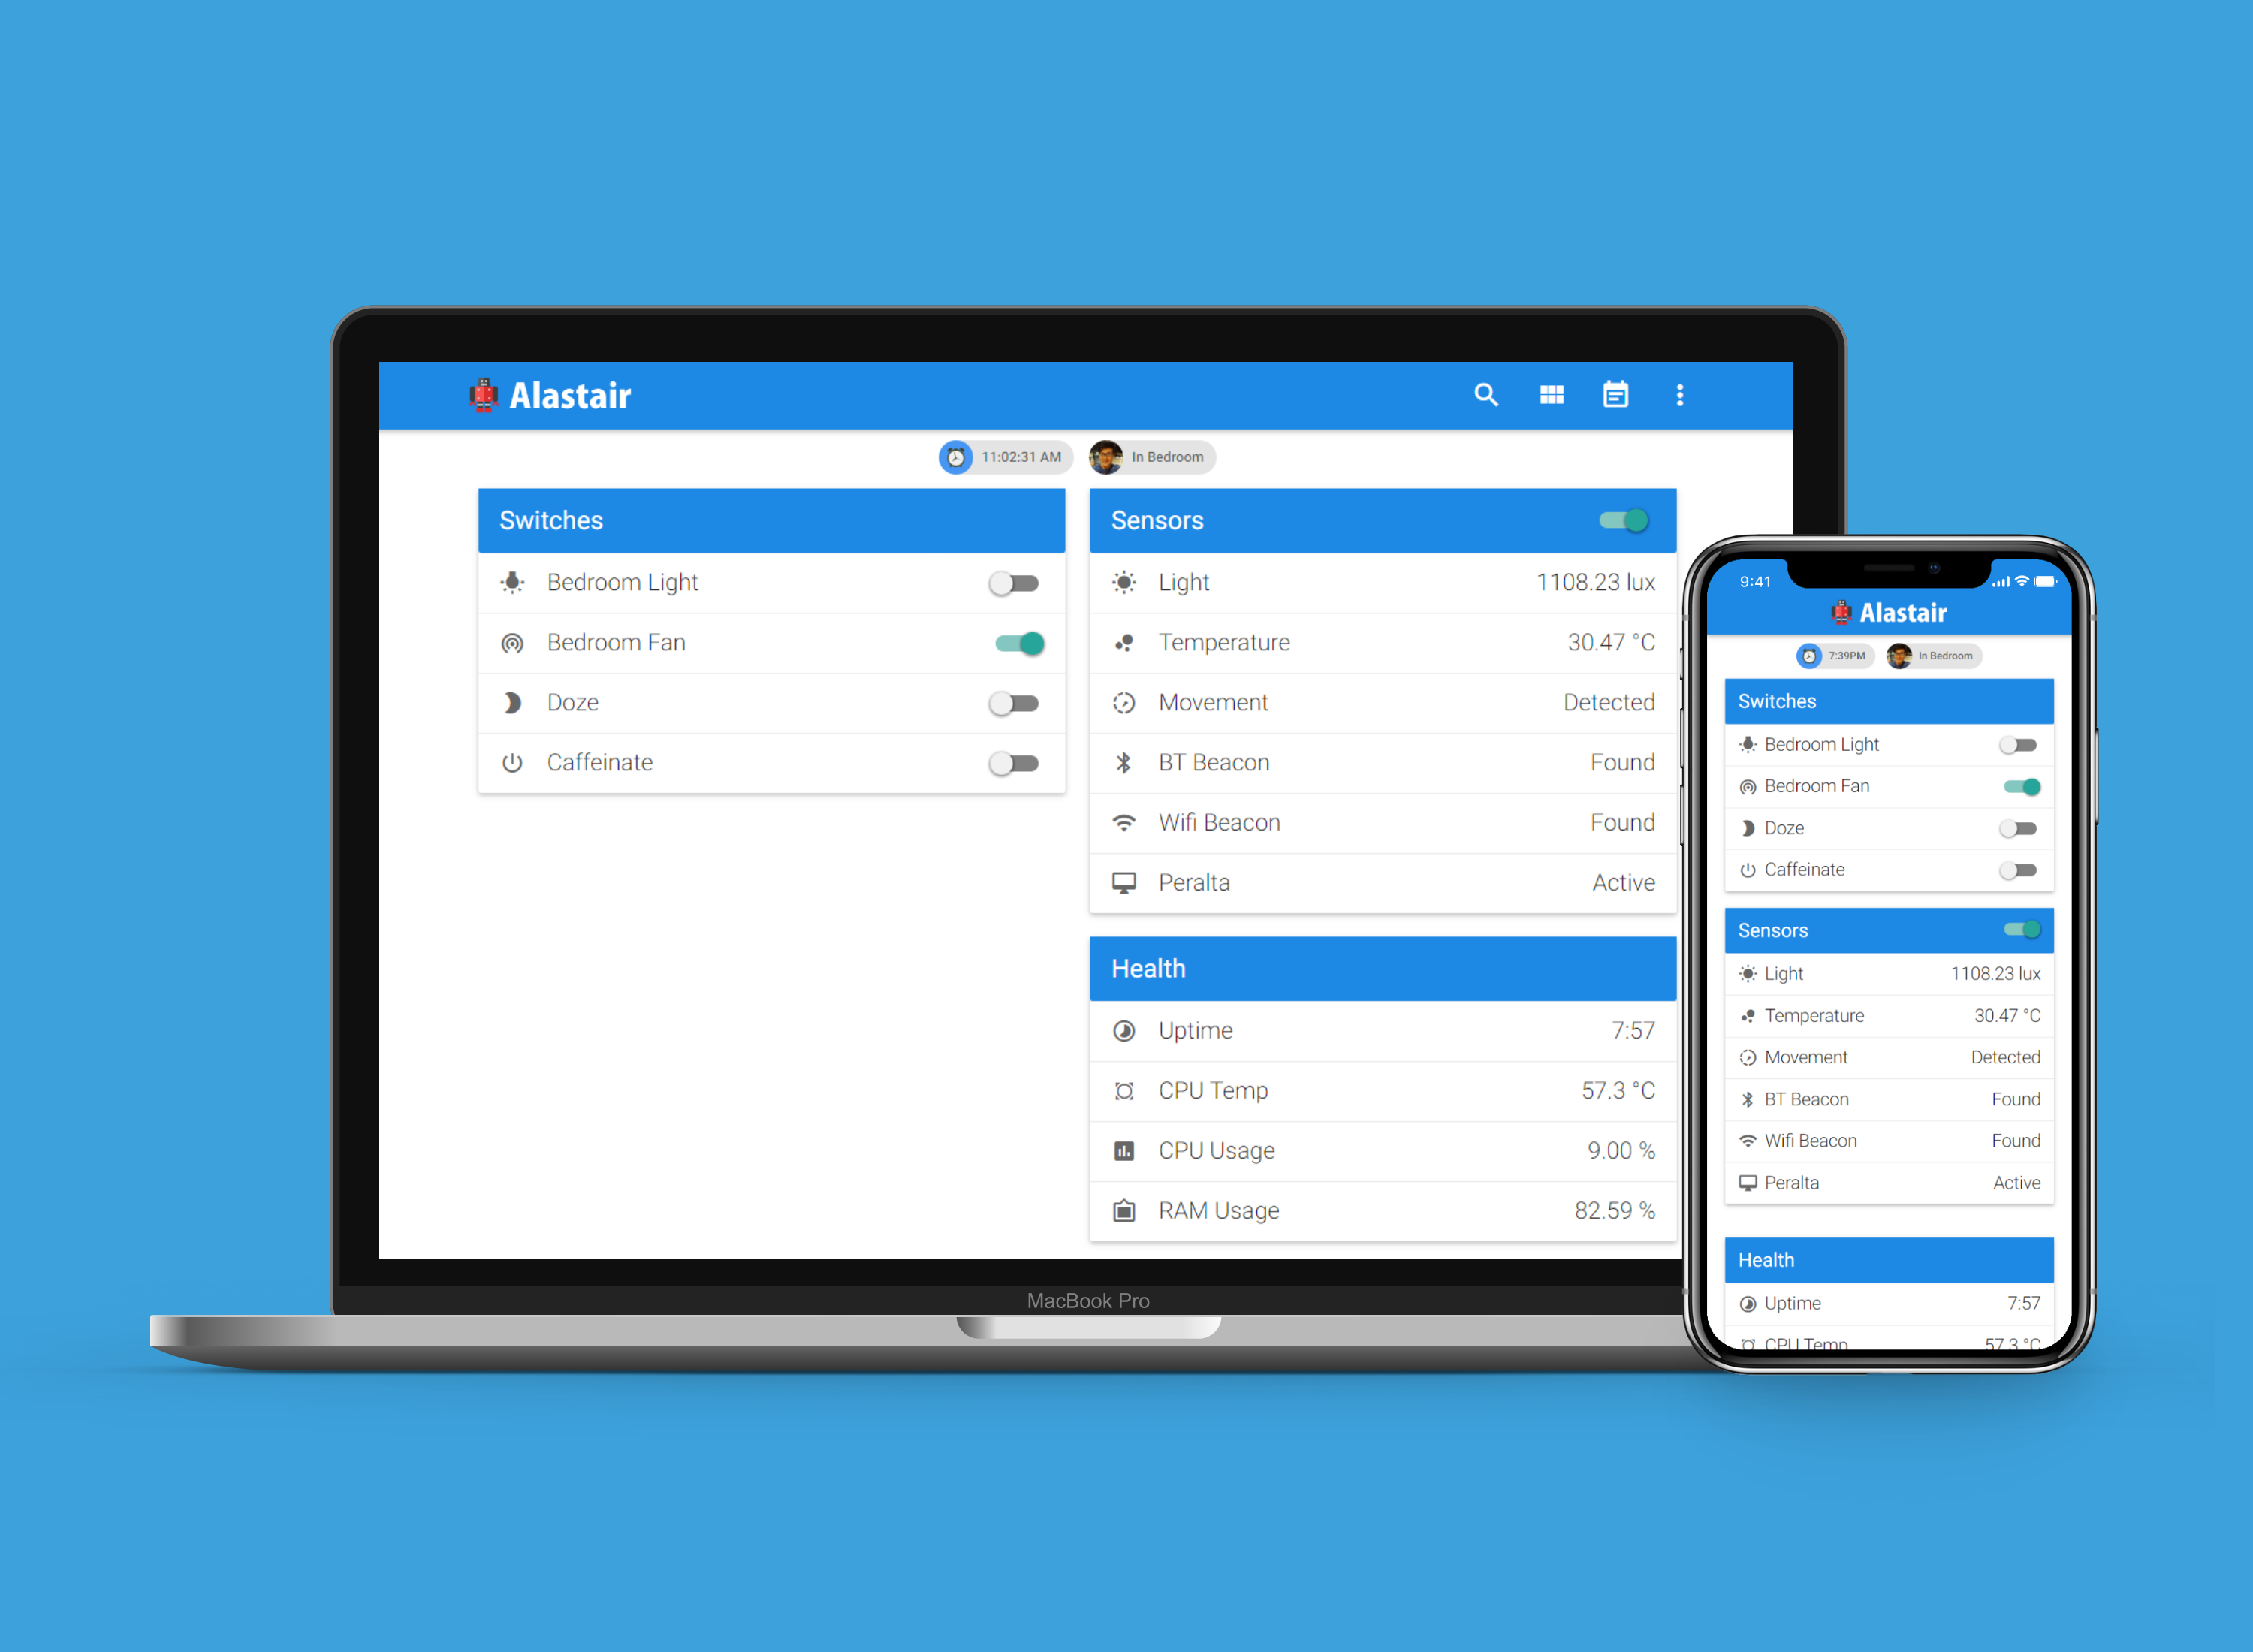 Alastair
11:02:31 AM
In Bedroom
Switches
Bedroom Light
Bedroom Fan
Doze
Caffeinate
Sensors
Light 1108.23 lux
Temperature 30.47 °C
Movement Detected
BT Beacon Found
Wifi Beacon Found
Peralta Active
Health
Uptime 7:57
CPU Temp 57.3 °C
CPU Usage 9.00 %
RAM Usage 82.59 %
MacBook Pro
9:41
Alastair
7:39PM
In Bedroom
Switches
Bedroom Light
Bedroom Fan
Doze
Caffeinate
Sensors
Light 1108.23 lux
Temperature 30.47 °C
Movement Detected
BT Beacon Found
Wifi Beacon Found
Peralta Active
Health
Uptime 7:57
CPU Temp 57.3 °C